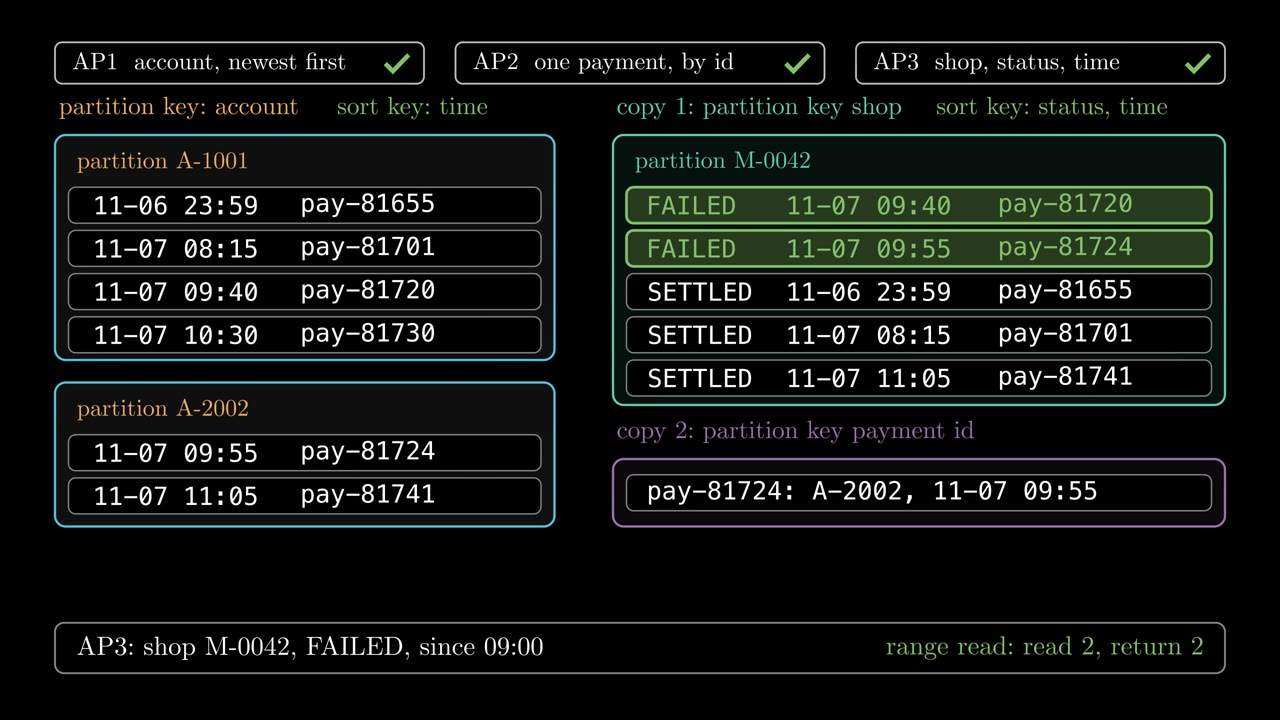 AP1 account, newest first
AP2 one payment, by id
AP3 shop, status, time
partition key: account sort key: time
partition A-1001
11-06 23:59 pay-81655
11-07 08:15 pay-81701
11-07 09:40 pay-81720
11-07 10:30 pay-81730
partition A-2002
11-07 09:55 pay-81724
11-07 11:05 pay-81741
copy 1: partition key shop sort key: status, time
partition M-0042
FAILED 11-07 09:40 pay-81720
FAILED 11-07 09:55 pay-81724
SETTLED 11-06 23:59 pay-81655
SETTLED 11-07 08:15 pay-81701
SETTLED 11-07 11:05 pay-81741
copy 2: partition key payment id
pay-81724: A-2002, 11-07 09:55
AP3: shop M-0042, FAILED, since 09:00
range read: read 2, return 2